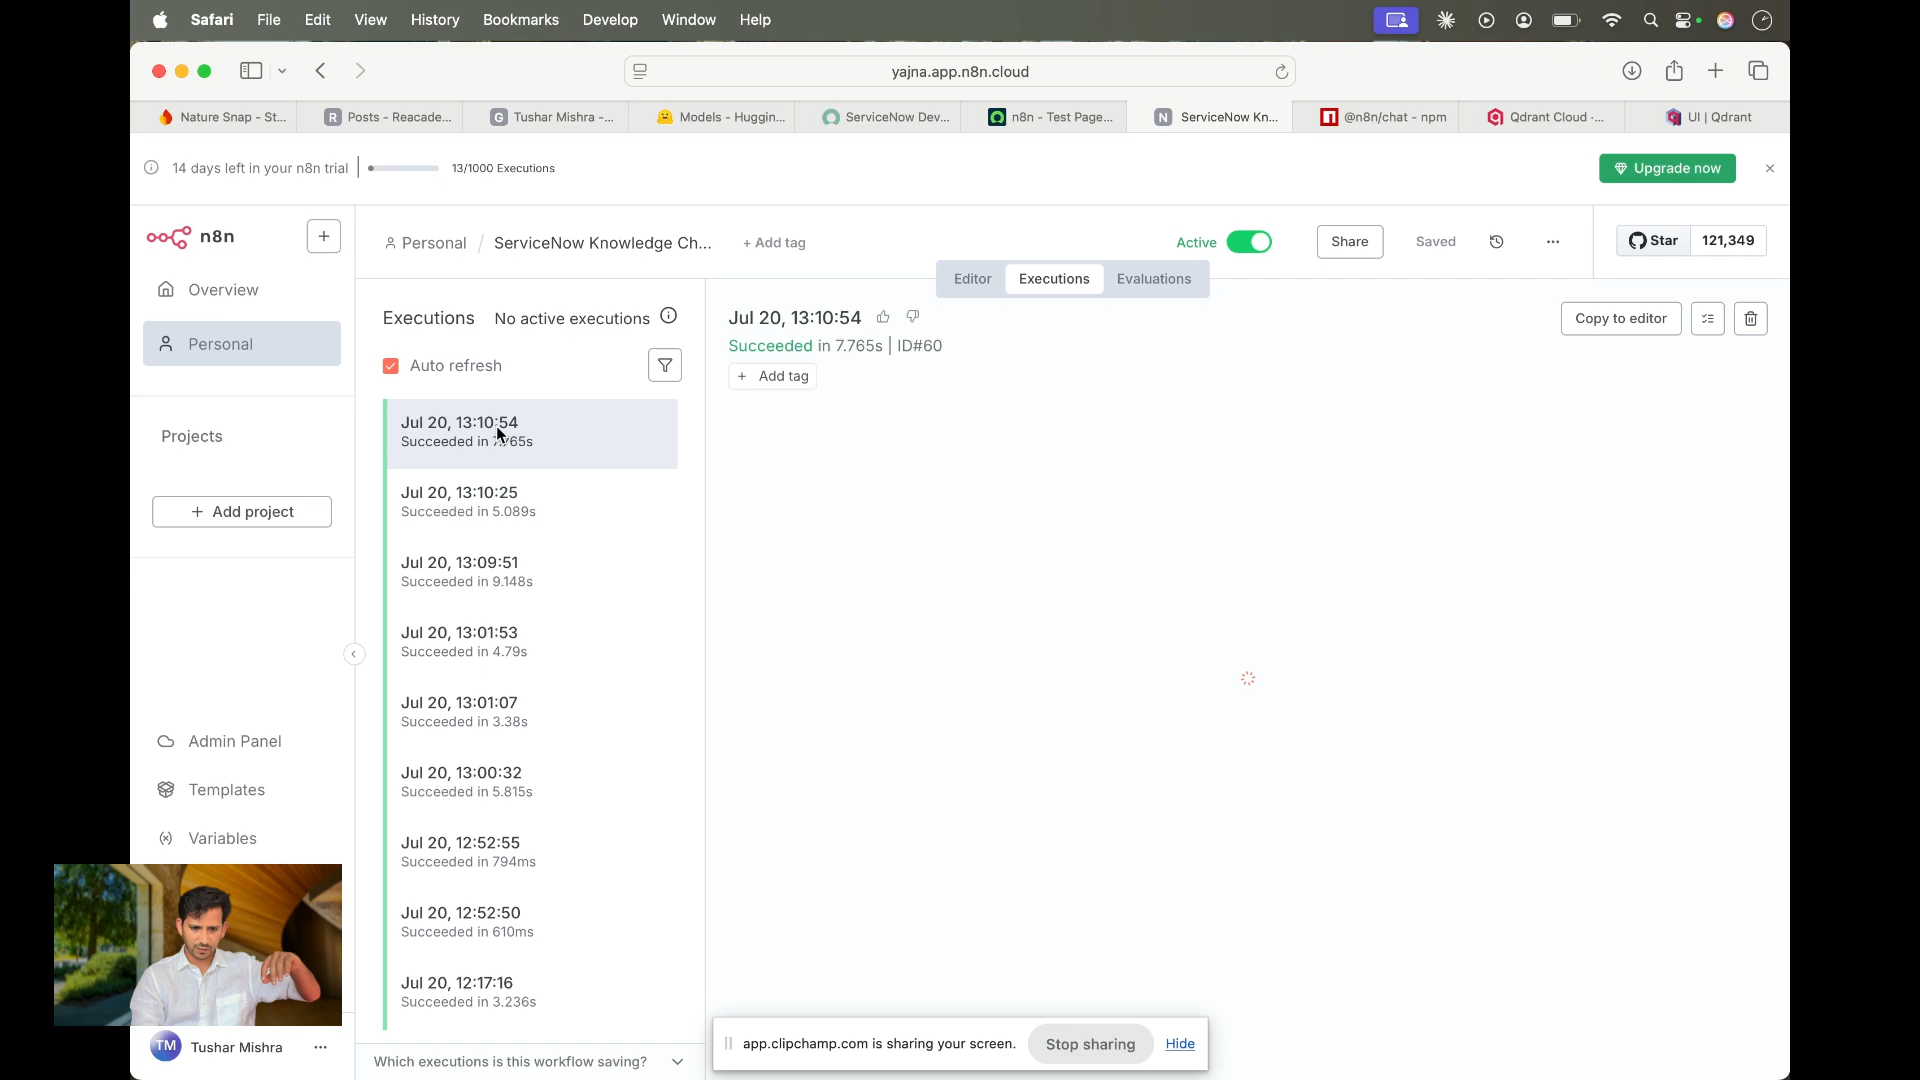 Safari File Edit View History Bookmarks Develop Window Help
yajna.app.n8n.cloud
Nature Snap - St...
R Posts - Reacade...
G Tushar Mishra -...
Models - Huggin...
ServiceNow Dev...
n8n - Test Page...
N ServiceNow Kn...
@n8n/chat - npm
Qdrant Cloud -...
UI | Qdrant
14 days left in your n8n trial
13/1000 Executions
Upgrade now
n8n
Overview
Personal
Projects
Add project
Admin Panel
Templates
Variables
TM Tushar Mishra
Personal / ServiceNow Knowledge Ch... + Add tag
Active
Share
Saved
Star 121,349
Editor Executions Evaluations
Executions No active executions
Auto refresh
Jul 20, 13:10:54
Succeeded in 7.765s
Jul 20, 13:10:25
Succeeded in 5.089s
Jul 20, 13:09:51
Succeeded in 9.148s
Jul 20, 13:01:53
Succeeded in 4.79s
Jul 20, 13:01:07
Succeeded in 3.38s
Jul 20, 13:00:32
Succeeded in 5.815s
Jul 20, 12:52:55
Succeeded in 794ms
Jul 20, 12:52:50
Succeeded in 610ms
Jul 20, 12:17:16
Succeeded in 3.236s
Which executions is this workflow saving?
Jul 20, 13:10:54
Succeeded in 7.765s | ID#60
+ Add tag
Copy to editor
app.clipchamp.com is sharing your screen.
Stop sharing
Hide